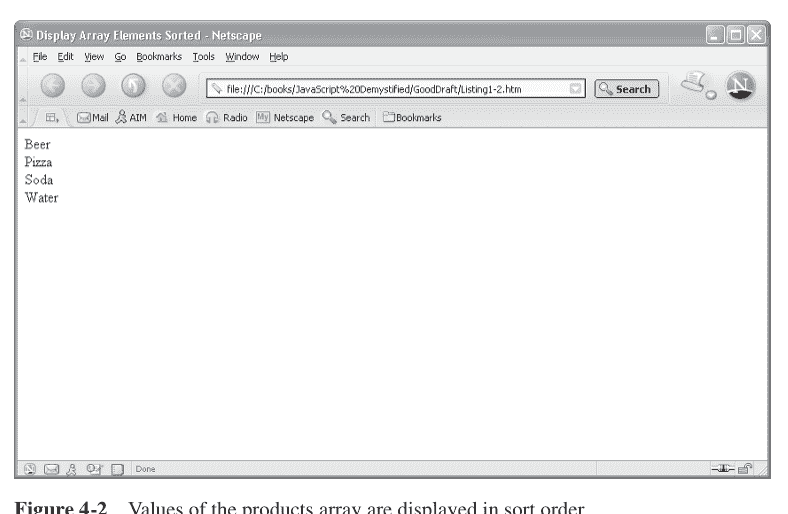 Display Array Elements Sorted - Netscape
File Edit View Go Bookmarks Tools Window Help
file:///C:/books/JavaScript%20Demystified/GoodDraft/Listing1-2.htm Search N
Mail AIM Home Radio My Netscape Search Bookmarks
Beer
Pizza
Soda
Water
Done
Figure 4-2 Values of the products array are displayed in sort order